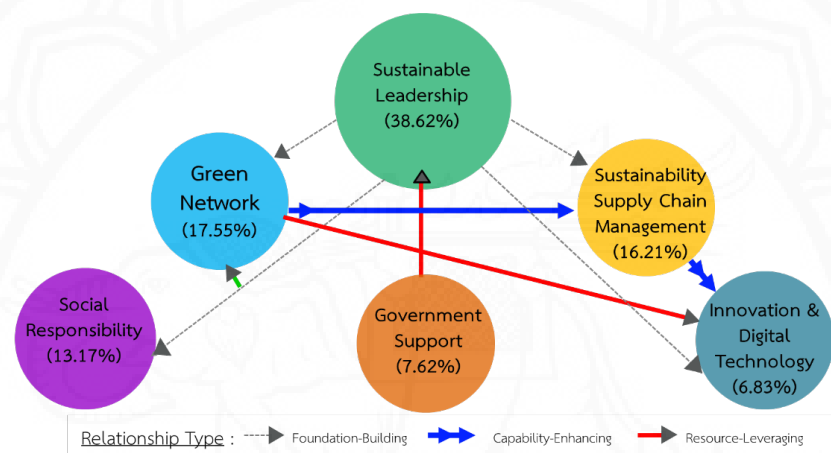 Sustainable
Leadership
(38.62%)
Green
Network
(17.55%)
Sustainability
Supply Chain
Management
(16.21%)
Social
Responsibility
(13.17%)
Government
Support
(7.62%)
Innovation &
Digital
Technology
(6.83%)
Relationship Type : Foundation-Building Capability-Enhancing Resource-Leveraging